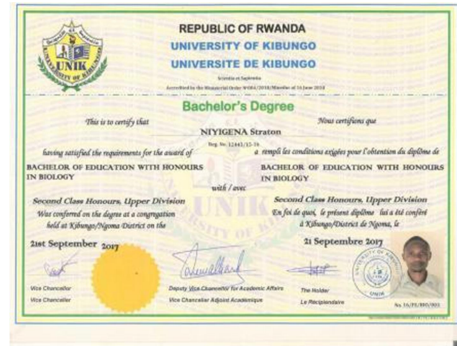 REPUBLIC OF RWANDA
UNIVERSITY OF KIBUNGO
UNIVERSITE DE KIBUNGO
Scientia et Sapientia
UNIK
Bachelor's Degree
This is to certify that
Nous certifions que
NIYIGENA Straton
having satisfied the requirements for the award of
a rempli les conditions exigées pour l'obtention du diplôme de
BACHELOR OF EDUCATION WITH HONOURS
IN BIOLOGY
BACHELOR OF EDUCATION WITH HONOURS
IN BIOLOGY
with / avec
Second Class Honours, Upper Division
Second Class Honours, Upper Division
Was conferred on the degree at a congregation
held at Kibungo/Ngoma District on the
En foi de quoi, le présent diplôme lui a été conféré
à Kibungo/District de Ngoma, le
21st September 2017
21 Septembre 2017
Vice Chancellor
Vice Chancelier
Deputy Vice Chancellor for Academic Affairs
Vice Chancelier Adjoint Académique
The Holder
Le Récipiendaire
UNIK